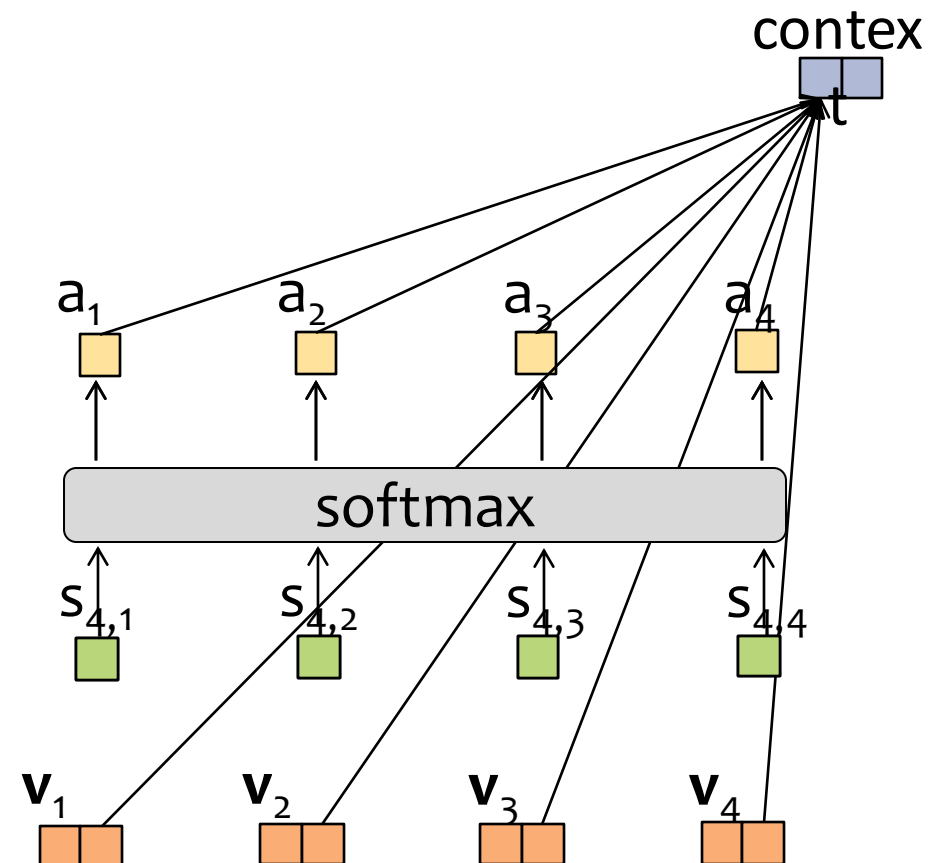 contex
t
a1 a2 a3 a4
softmax
s4,1 s4,2 s4,3 s4,4
v1 v2 v3 v4